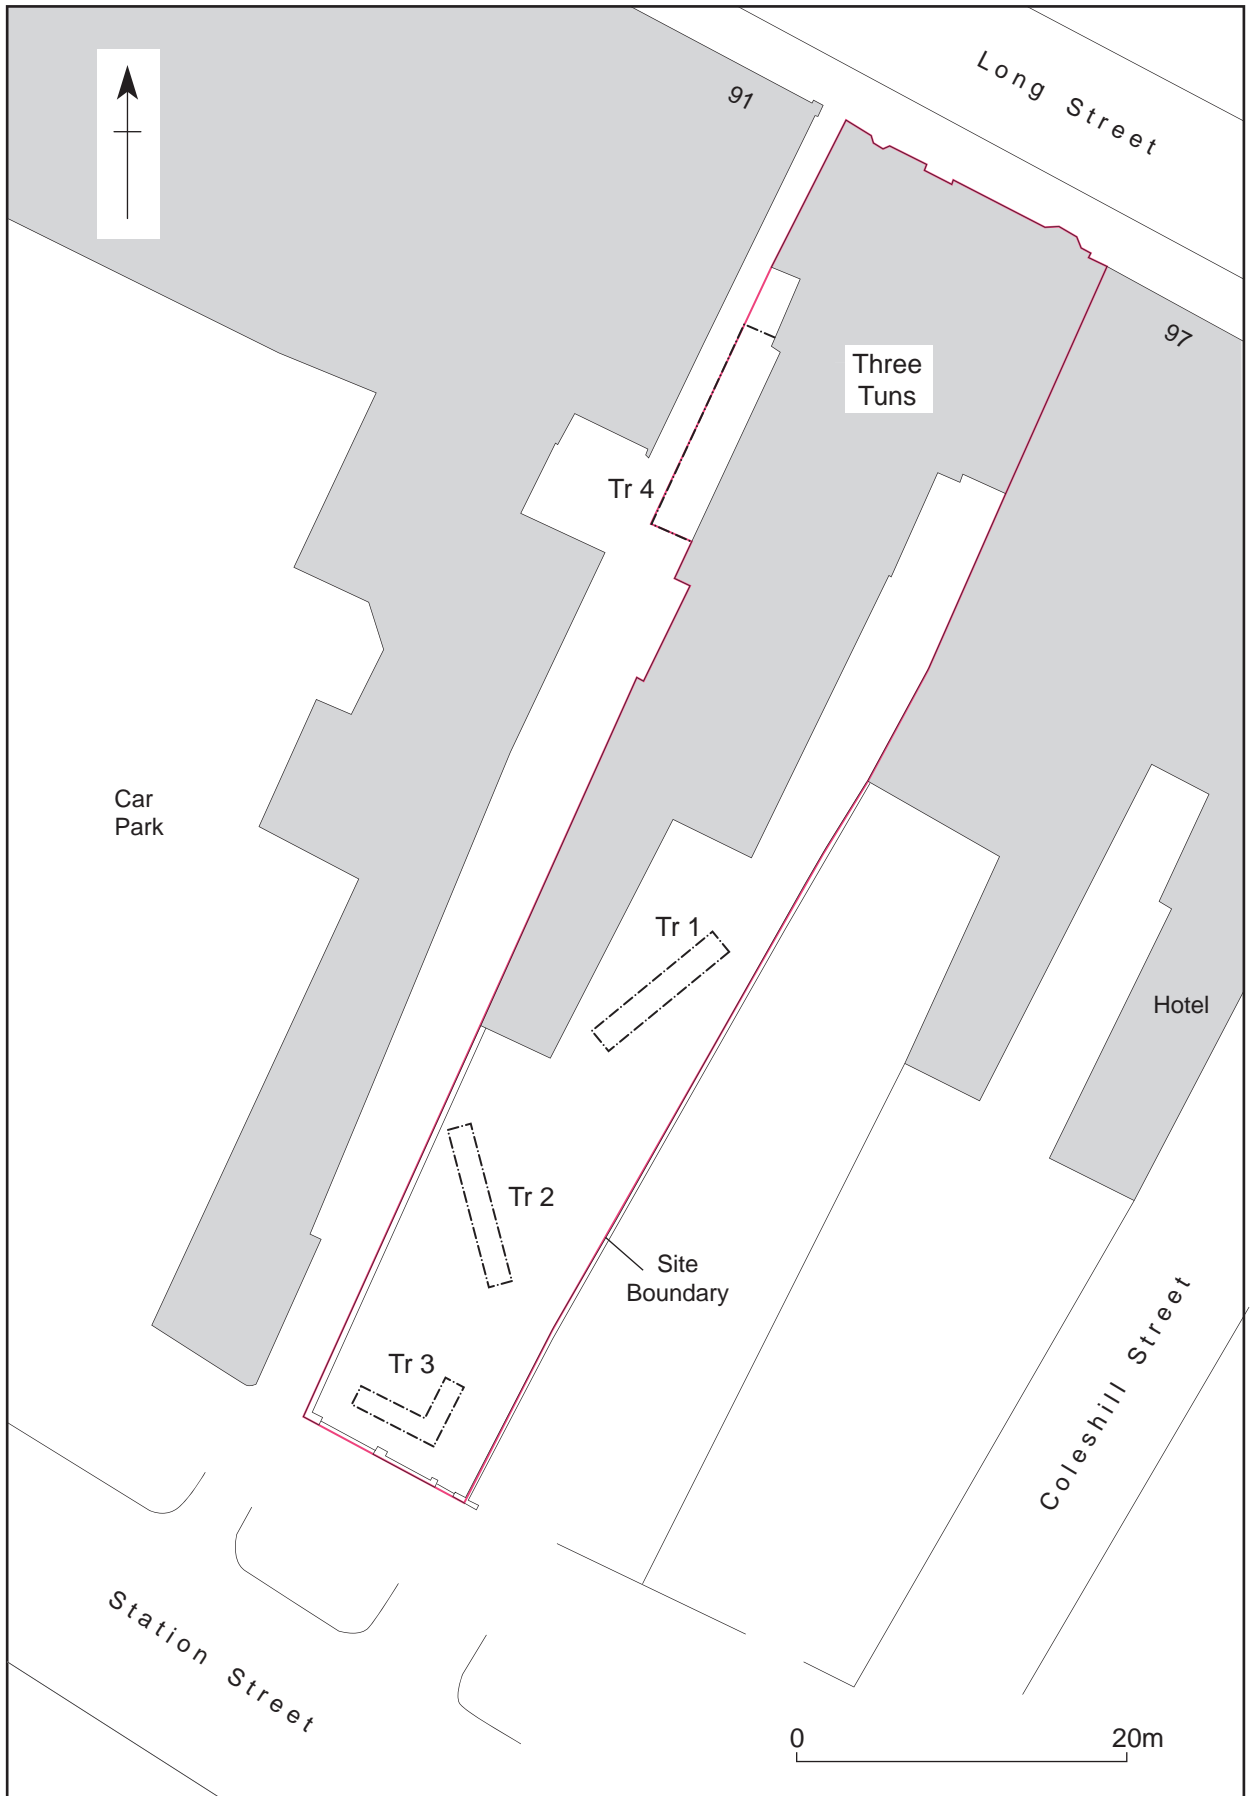 Long Street
91
97
Three
Tuns
Tr 4
Car
Park
Tr 1
Hotel
Tr 2
Site
Boundary
Tr 3
Coleshill Street
Station Street
0 20m